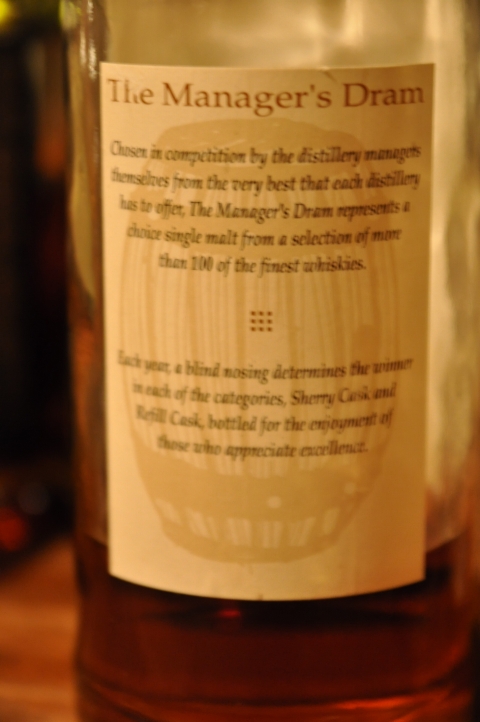 The Manager's Dram
Chosen in competition by the distillery managers
themselves from the very best that each distillery
has to offer, The Manager's Dram represents a
choice single malt from a selection of more
than 100 of the finest whiskies.
Each year, a blind nosing determines the winner
in each of the categories, Sherry Cask and
Refill Cask, bottled for the enjoyment of
those who appreciate excellence.